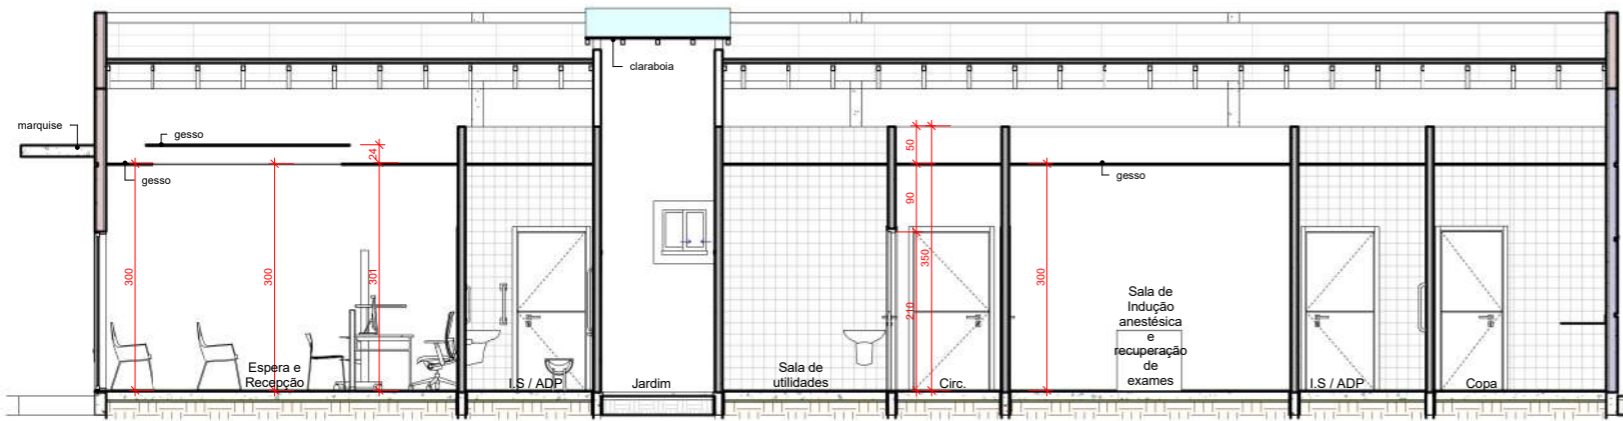 claraboia
marquise
gesso
gesso
gesso
24
50
90
350
210
300
300
301
300
Espera e
Recepção
I.S / ADP
Jardim
Sala de
utilidades
Circ.
Sala de
Indução
anestésica
e
recuperação
de
exames
I.S / ADP
Copa